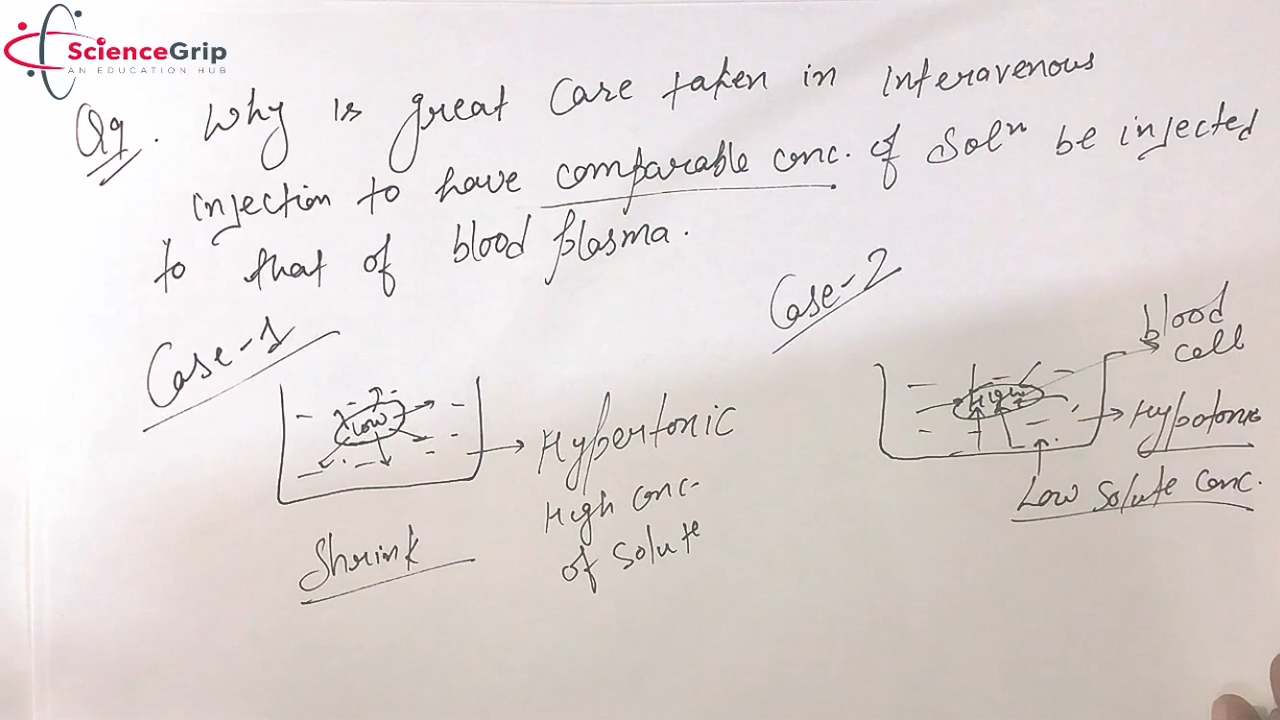 ScienceGrip
AN EDUCATION HUB
Q9. Why is great care taken in interavenous
injection to have comparable conc. of Solⁿ be injected
to that of blood plasma.
Case-1
Case-2
blood
cell
Low
High
Hypertonic
High conc.
of solute
Hypotonic
Low Solute Conc.
Shrink